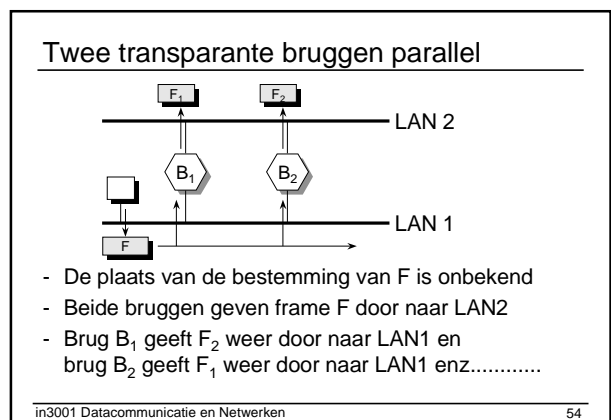 Twee transparante bruggen parallel
F₁
F₂
LAN 2
B₁
B₂
LAN 1
F
- De plaats van de bestemming van F is onbekend
- Beide bruggen geven frame F door naar LAN2
- Brug B₁ geeft F₂ weer door naar LAN1 en
brug B₂ geeft F₁ weer door naar LAN1 enz............
in3001 Datacommunicatie en Netwerken
54